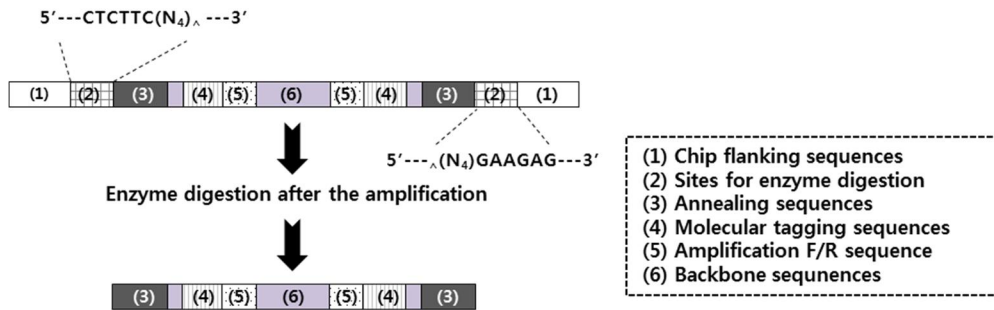 5′---CTCTTC(N₄)^ ---3′
(1) (2) (3) (4) (5) (6) (5) (4) (3) (2) (1)
5′---^(N₄)GAAGAG---3′
Enzyme digestion after the amplification
(3) (4) (5) (6) (5) (4) (3)
(1) Chip flanking sequences
(2) Sites for enzyme digestion
(3) Annealing sequences
(4) Molecular tagging sequences
(5) Amplification F/R sequence
(6) Backbone sequnences